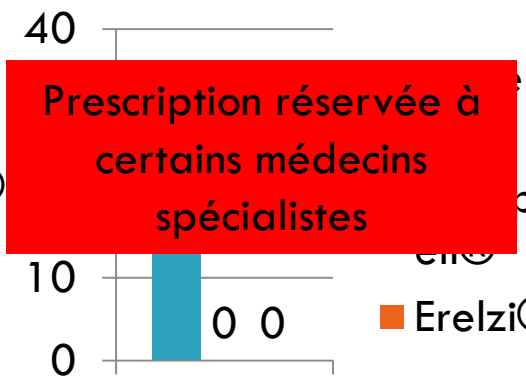 40
Prescription réservée à
certains médecins
spécialistes
10
0 0
Erelzi®
0